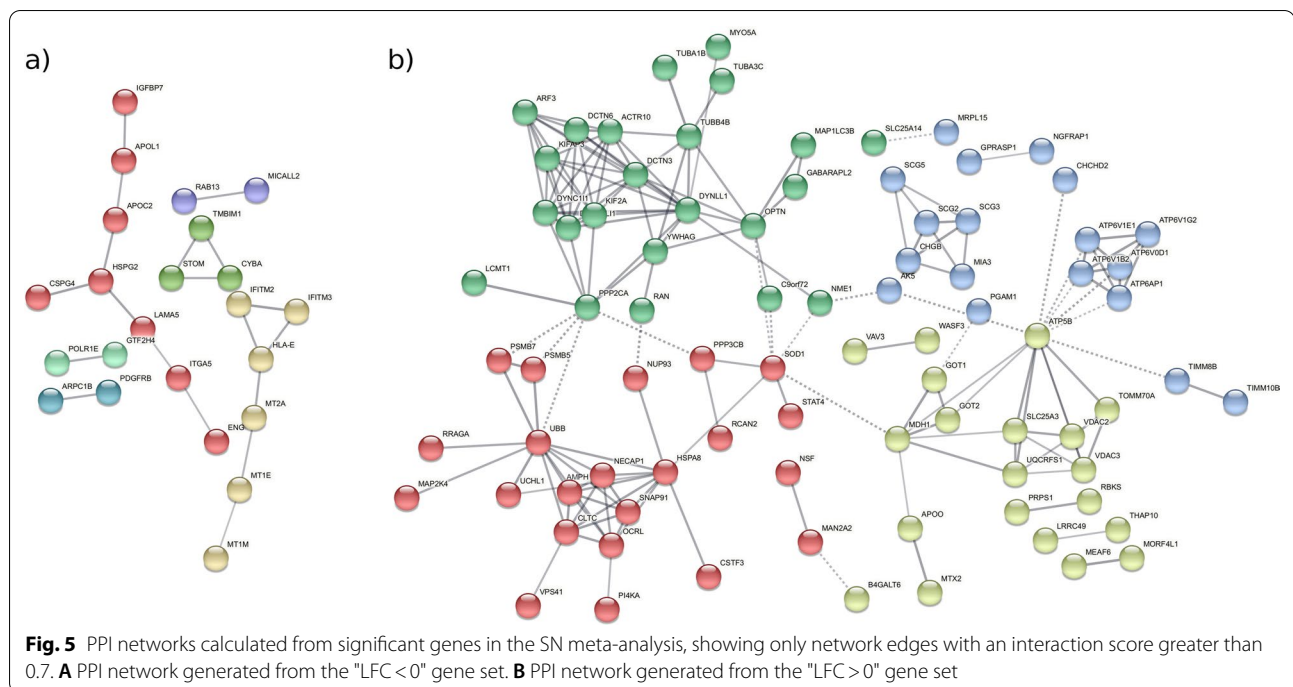 a)
IGFBP7
APOL1
APOC2
HSPG2
CSPG4
LAMA5
ITGA5
ENG
RAB13
MICALL2
TMBIM1
STOM
CYBA
IFITM2
IFITM3
HLA-E
MT2A
MT1E
MT1M
POLR1E
GTF2H4
ARPC1B
PDGFRB
b)
MYO5A
TUBA1B
TUBA3C
ARF3
DCTN6
ACTR10
TUBB4B
KIFAP3
DCTN3
MAP1LC3B
GABARAPL2
DYNC1I1
KIF2A
DYNLL1
OPTN
YWHAG
LCMT1
PPP2CA
RAN
C9orf72
NME1
SLC25A14
MRPL15
GPRASP1
NGFRAP1
CHCHD2
SCG5
SCG2
SCG3
CHGB
MIA3
AK5
PGAM1
ATP6V1E1
ATP6V1G2
ATP6V1B2
ATP6V0D1
ATP6AP1
ATP5B
TIMM8B
TIMM10B
VAV3
WASF3
GOT1
GOT2
MDH1
SLC25A3
TOMM70A
VDAC2
VDAC3
UQCRFS1
PRPS1
RBKS
LRRC49
THAP10
MEAF6
MORF4L1
APOO
MTX2
B4GALT6
PSMB7
PSMB5
NUP93
PPP3CB
SOD1
STAT4
RCAN2
UBB
RRAGA
MAP2K4
UCHL1
NECAP1
AMPH
HSPA8
SNAP91
CLTC
OCRL
VPS41
PI4KA
CSTF3
NSF
MAN2A2
Fig. 5 PPI networks calculated from significant genes in the SN meta-analysis, showing only network edges with an interaction score greater than
0.7. A PPI network generated from the "LFC < 0" gene set. B PPI network generated from the "LFC > 0" gene set